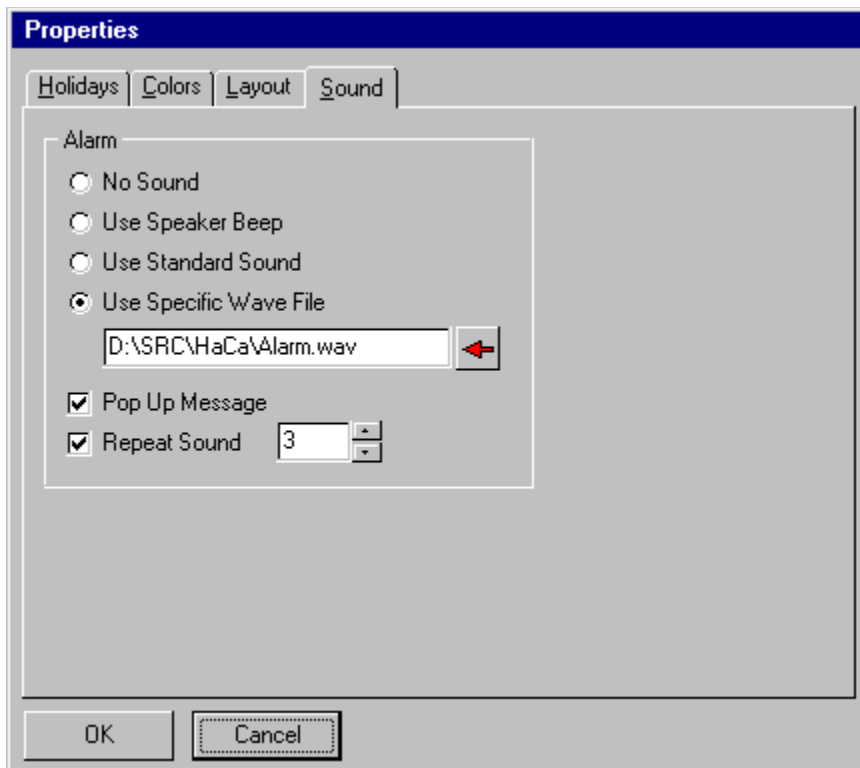 Properties
Holidays Colors Layout Sound
Alarm
No Sound
Use Speaker Beep
Use Standard Sound
Use Specific Wave File
D:\SRC\HaCa\Alarm.wav
Pop Up Message
Repeat Sound 3
OK Cancel